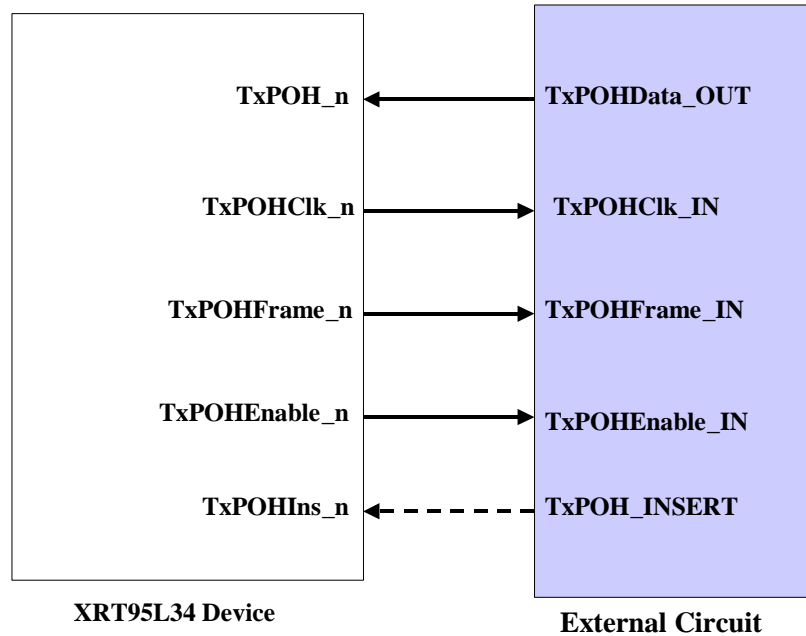 TxPOH_n TxPOHData_OUT
TxPOHClk_n TxPOHClk_IN
TxPOHFrame_n TxPOHFrame_IN
TxPOHEnable_n TxPOHEnable_IN
TxPOHIns_n TxPOH_INSERT
XRT95L34 Device External Circuit